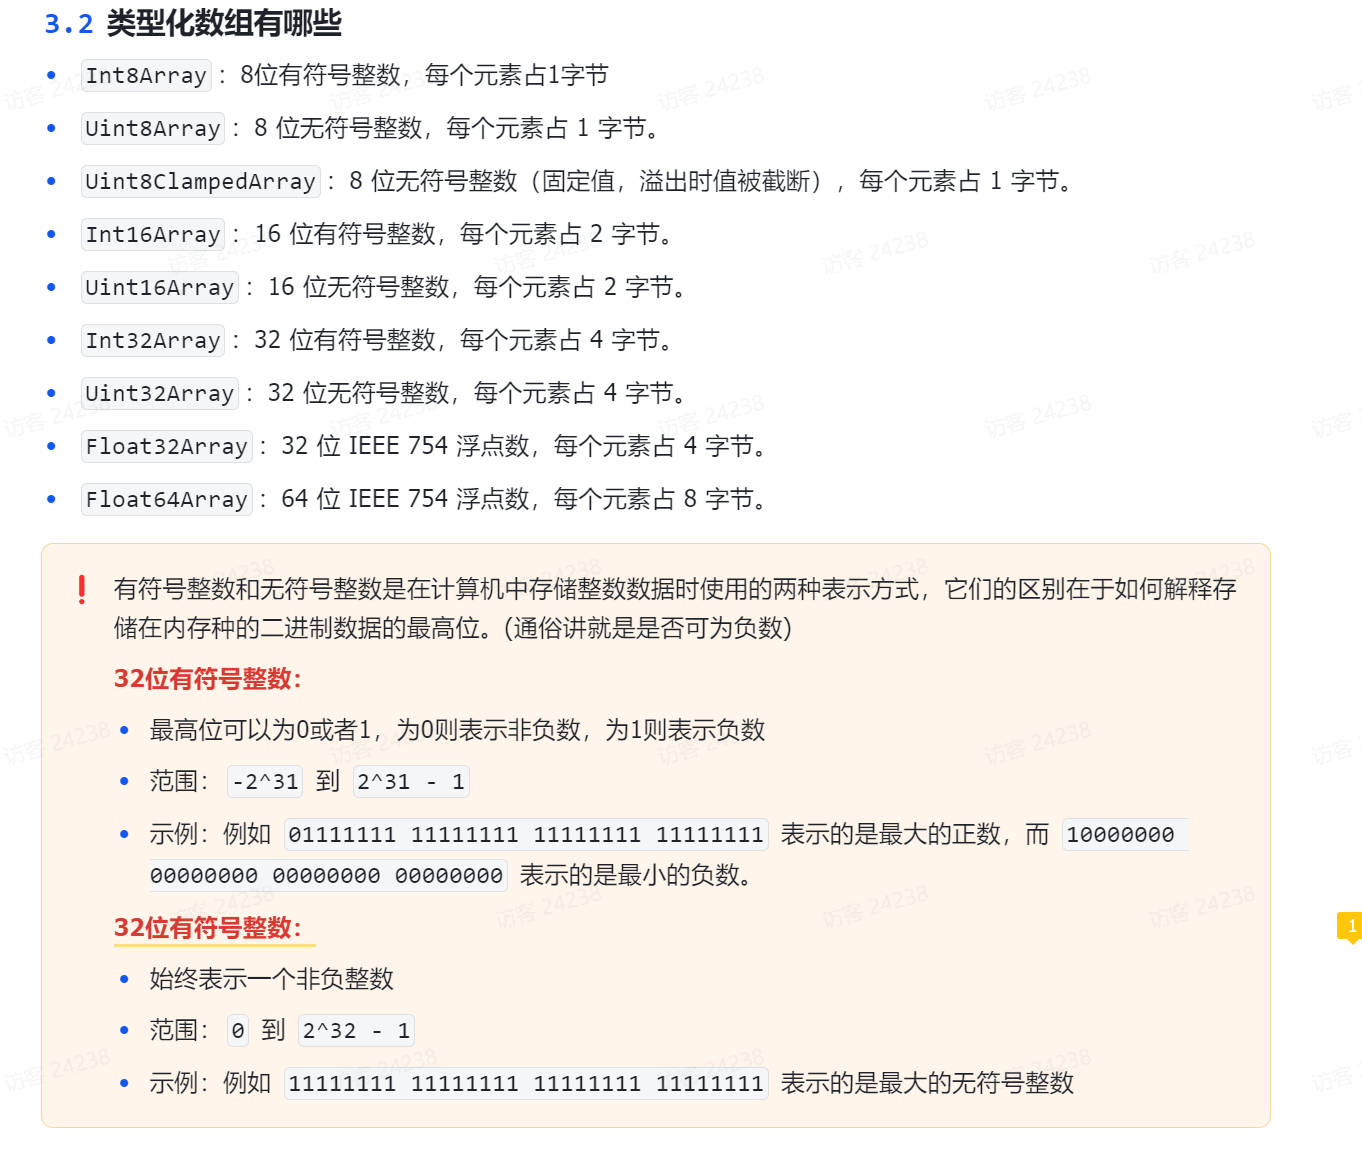 3.2 类型化数组有哪些
Int8Array：8位有符号整数，每个元素占1字节
Uint8Array：8 位无符号整数，每个元素占 1 字节。
Uint8ClampedArray：8 位无符号整数（固定值，溢出时值被截断），每个元素占 1 字节。
Int16Array：16 位有符号整数，每个元素占 2 字节。
Uint16Array：16 位无符号整数，每个元素占 2 字节。
Int32Array：32 位有符号整数，每个元素占 4 字节。
Uint32Array：32 位无符号整数，每个元素占 4 字节。
Float32Array：32 位 IEEE 754 浮点数，每个元素占 4 字节。
Float64Array：64 位 IEEE 754 浮点数，每个元素占 8 字节。
❗ 有符号整数和无符号整数是在计算机中存储整数数据时使用的两种表示方式，它们的区别在于如何解释存
储在内存种的二进制数据的最高位。(通俗讲就是是否可为负数)
32位有符号整数：
最高位可以为0或者1，为0则表示非负数，为1则表示负数
范围： -2^31 到 2^31 - 1
示例：例如 01111111 11111111 11111111 11111111 表示的是最大的正数，而 10000000
00000000 00000000 00000000 表示的是最小的负数。
32位有符号整数：
1
始终表示一个非负整数
范围： 0 到 2^32 - 1
示例：例如 11111111 11111111 11111111 11111111 表示的是最大的无符号整数
访客 24238